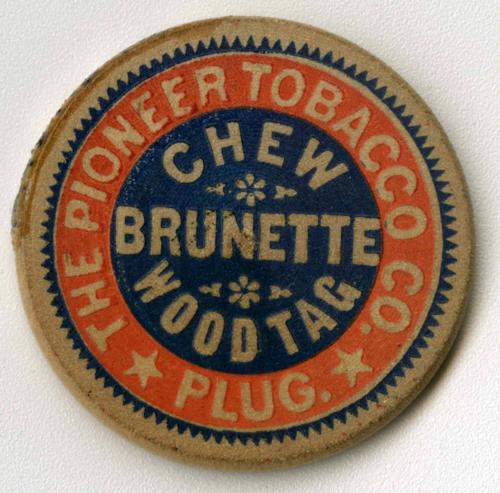 THE PIONEER TOBACCO CO.
CHEW
BRUNETTE
WOOD TAG
PLUG.